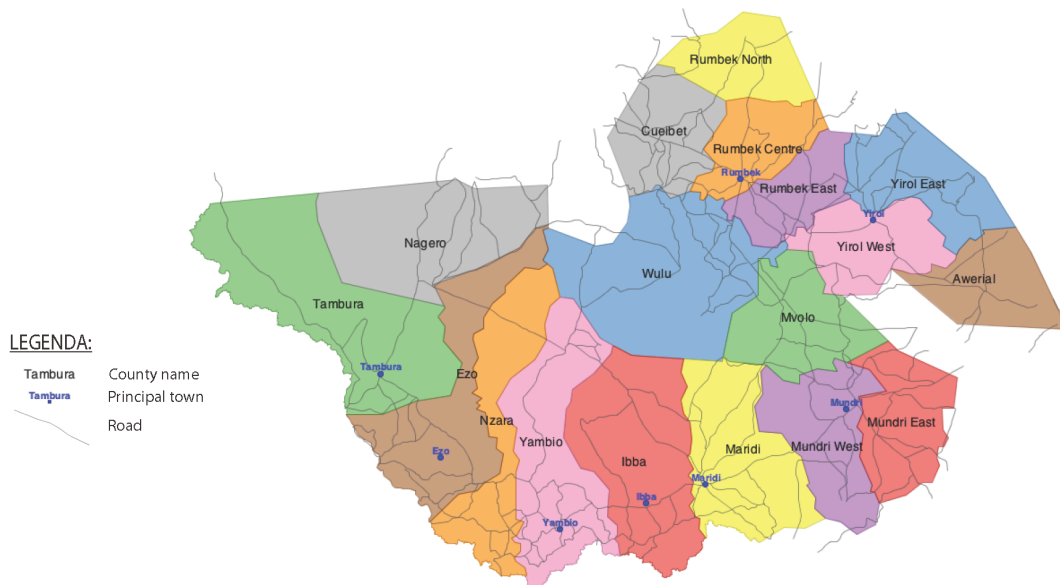 Rumbek North
Cueibet
Rumbek Centre
Rumbek
Rumbek East
Yirol East
Yirol
Yirol West
Nagero
Wulu
Awerial
Tambura
Mvolo
LEGENDA:
Tambura County name
Tambura Principal town
Road
Tambura
Ezo
Nzara
Yambio
Ibba
Maridi
Mundri
Mundri West
Mundri East
Ezo
Maridi
Ibba
Yambio